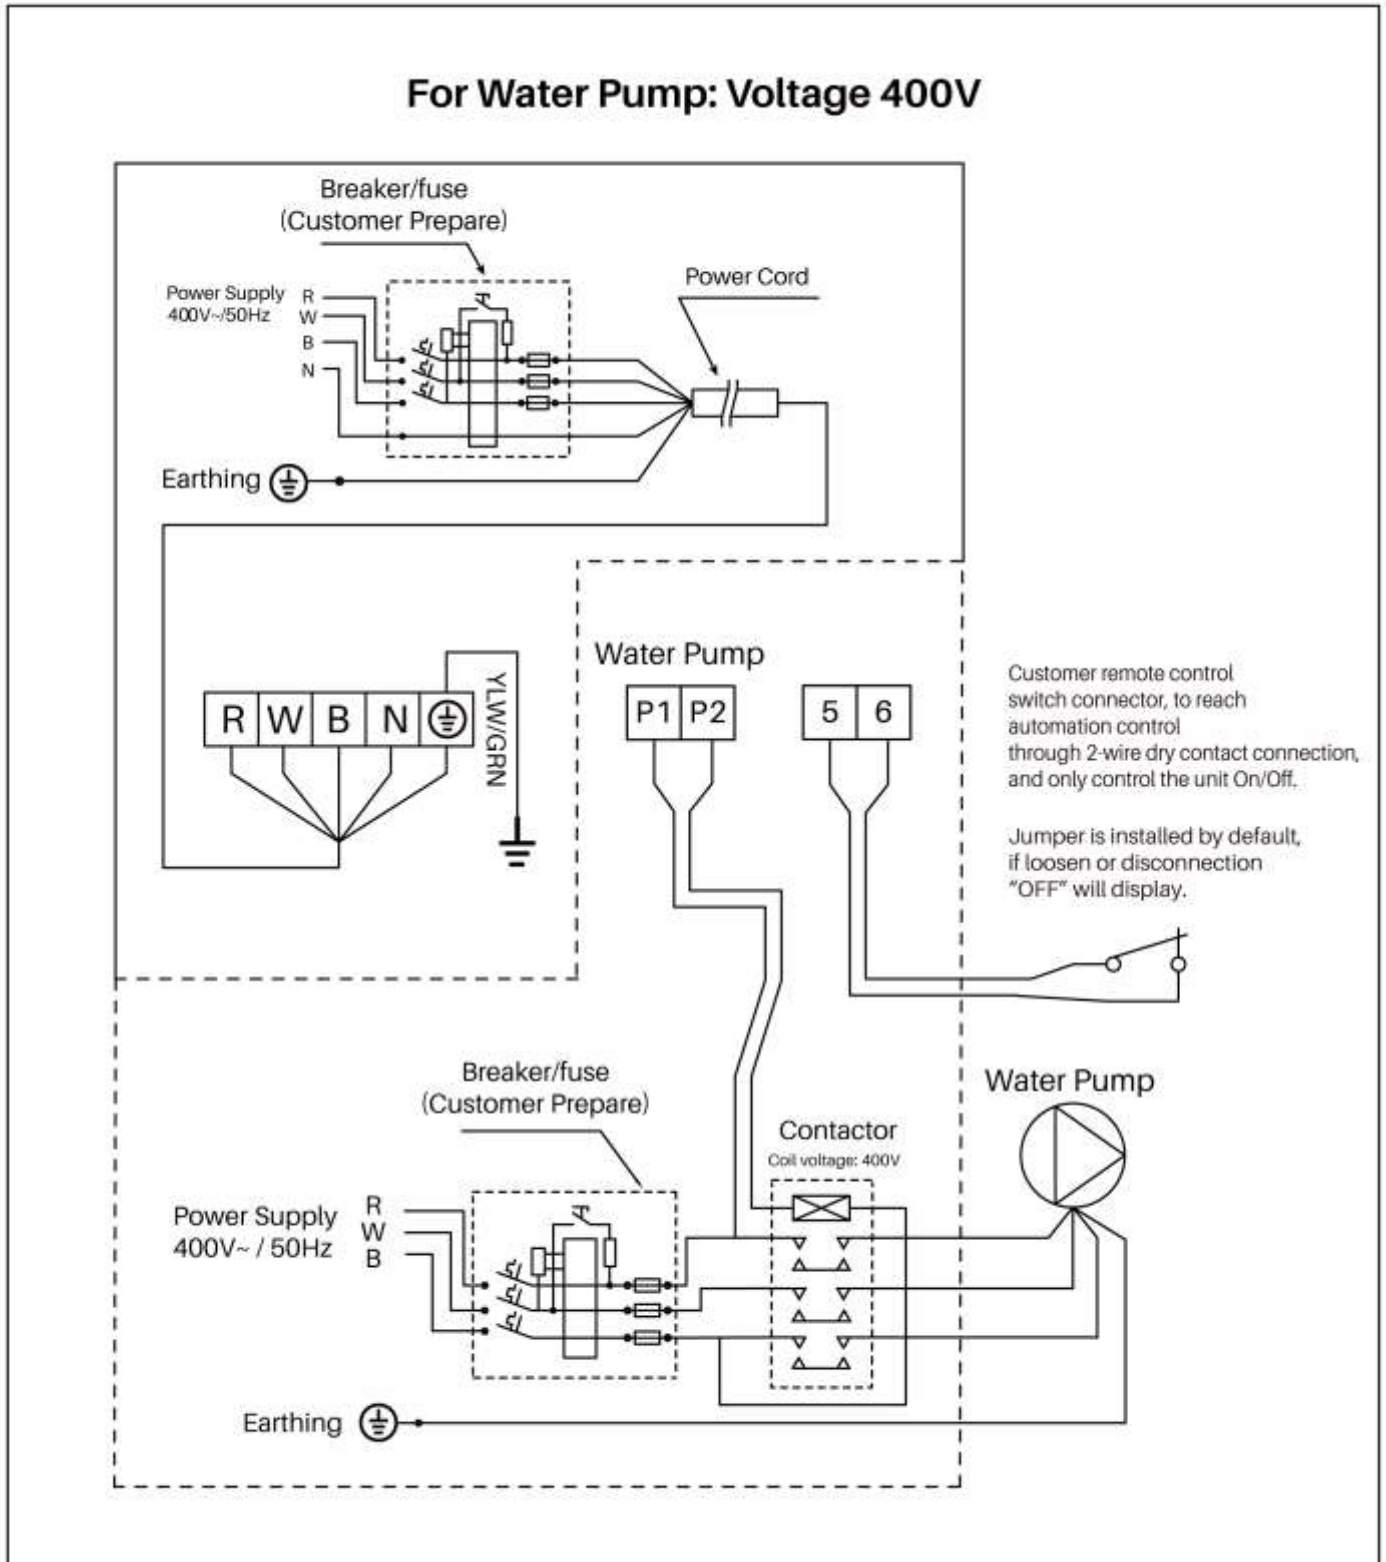 For Water Pump: Voltage 400V
Breaker/fuse
(Customer Prepare)
Power Cord
Power Supply
400V~/50Hz
R
W
B
N
Earthing
R W B N
YLW/GRN
Water Pump
P1 P2
5 6
Customer remote control
switch connector, to reach
automation control
through 2-wire dry contact connection,
and only control the unit On/Off.
Jumper is installed by default,
if loosen or disconnection
"OFF" will display.
Breaker/fuse
(Customer Prepare)
Water Pump
Contactor
Coil voltage: 400V
Power Supply
400V~ / 50Hz
R
W
B
Earthing